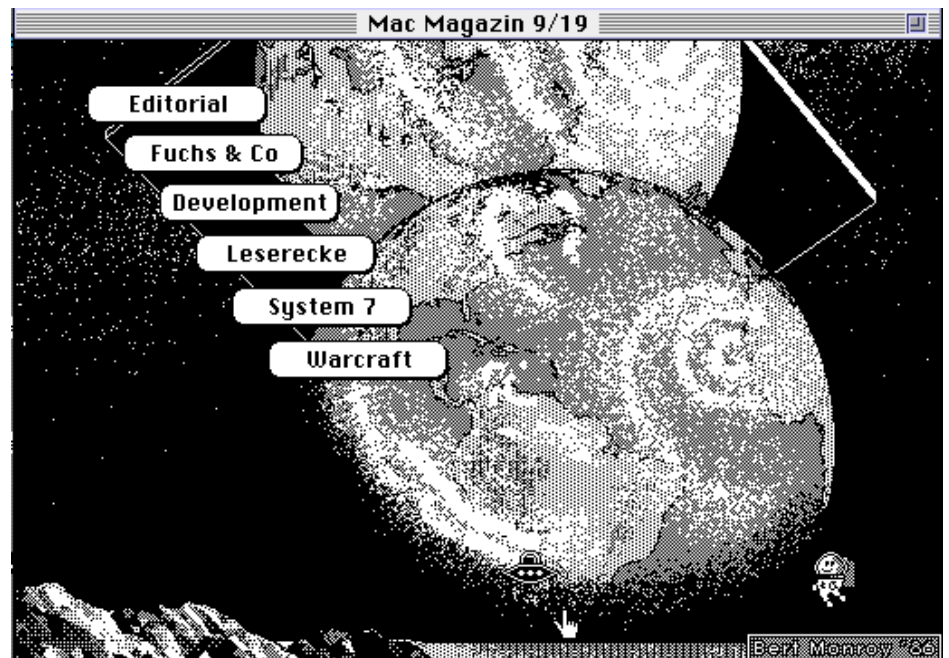 Mac Magazin 9/19
Editorial
Fuchs & Co
Development
Leserecke
System 7
Warcraft
Bert Monroy '86